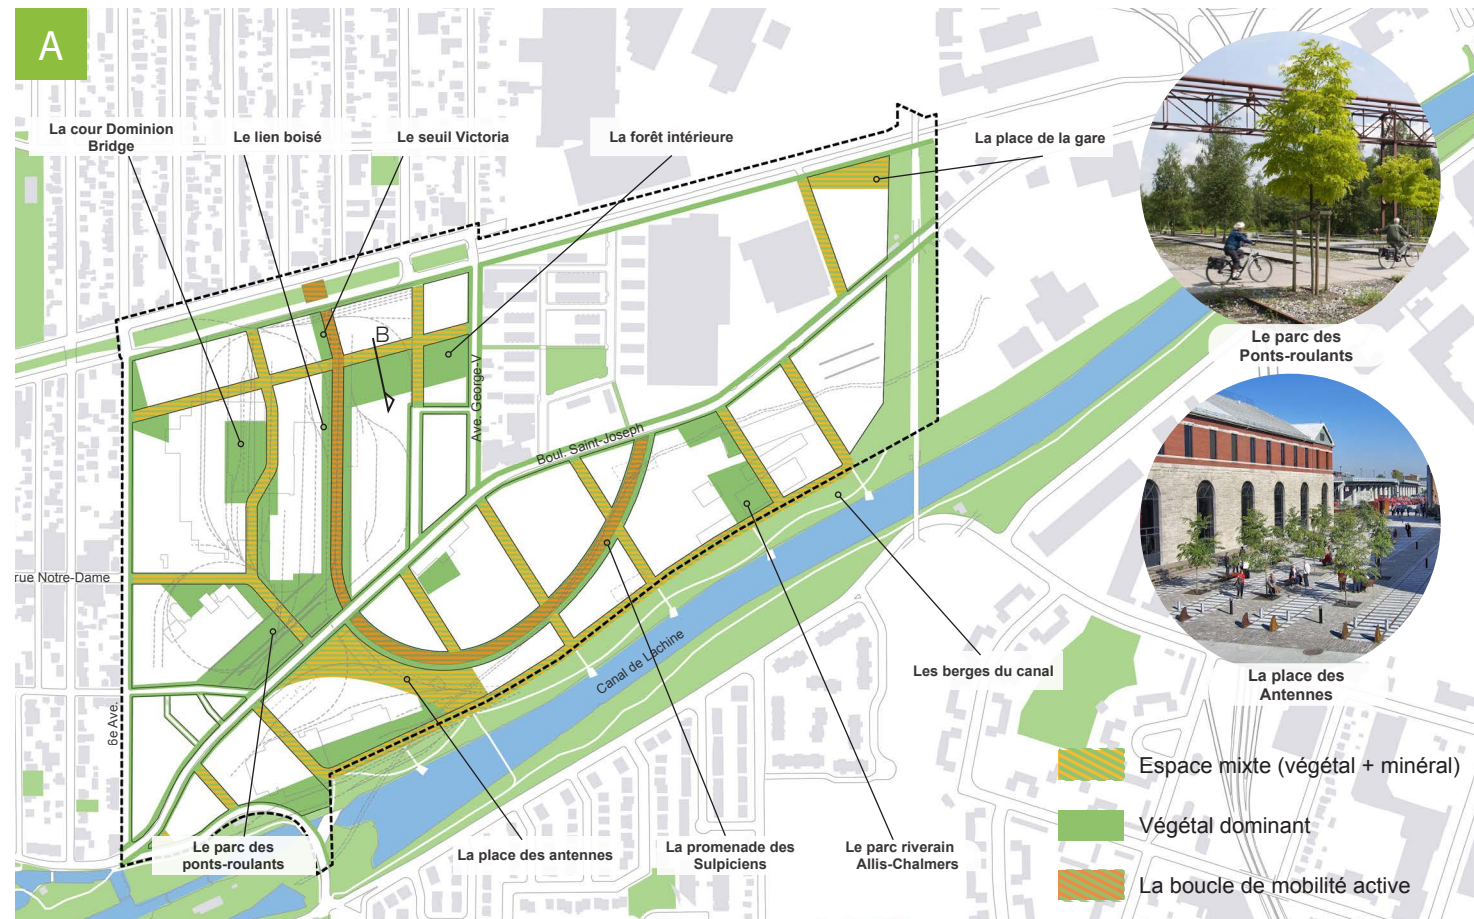 A
La cour Dominion
Bridge
Le lien boisé
Le seuil Victoria
La forêt intérieure
La place de la gare
B
Ave. George-V
Boul. Saint-Joseph
rue Notre-Dame
6e Ave.
Canal de Lachine
Le parc des
Ponts-roulants
La place des
Antennes
Les berges du canal
Le parc des
ponts-roulants
La place des antennes
La promenade des
Sulpiciens
Le parc riverain
Allis-Chalmers
Espace mixte (végétal + minéral)
Végétal dominant
La boucle de mobilité active